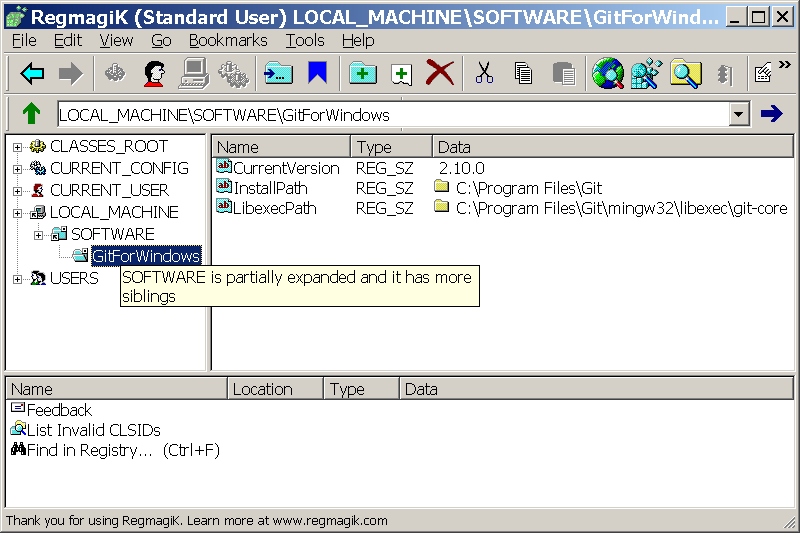 RegmagiK (Standard User) LOCAL_MACHINE\SOFTWARE\GitForWind...
File Edit View Go Bookmarks Tools Help
LOCAL_MACHINE\SOFTWARE\GitForWindows
CLASSES_ROOT
CURRENT_CONFIG
CURRENT_USER
LOCAL_MACHINE
SOFTWARE
GitForWindows
USERS
SOFTWARE is partially expanded and it has more
siblings
Name Type Data
CurrentVersion REG_SZ 2.10.0
InstallPath REG_SZ C:\Program Files\Git
LibexecPath REG_SZ C:\Program Files\Git\mingw32\libexec\git-core
Name Location Type Data
Feedback
List Invalid CLSIDs
Find in Registry... (Ctrl+F)
Thank you for using RegmagiK. Learn more at www.regmagik.com